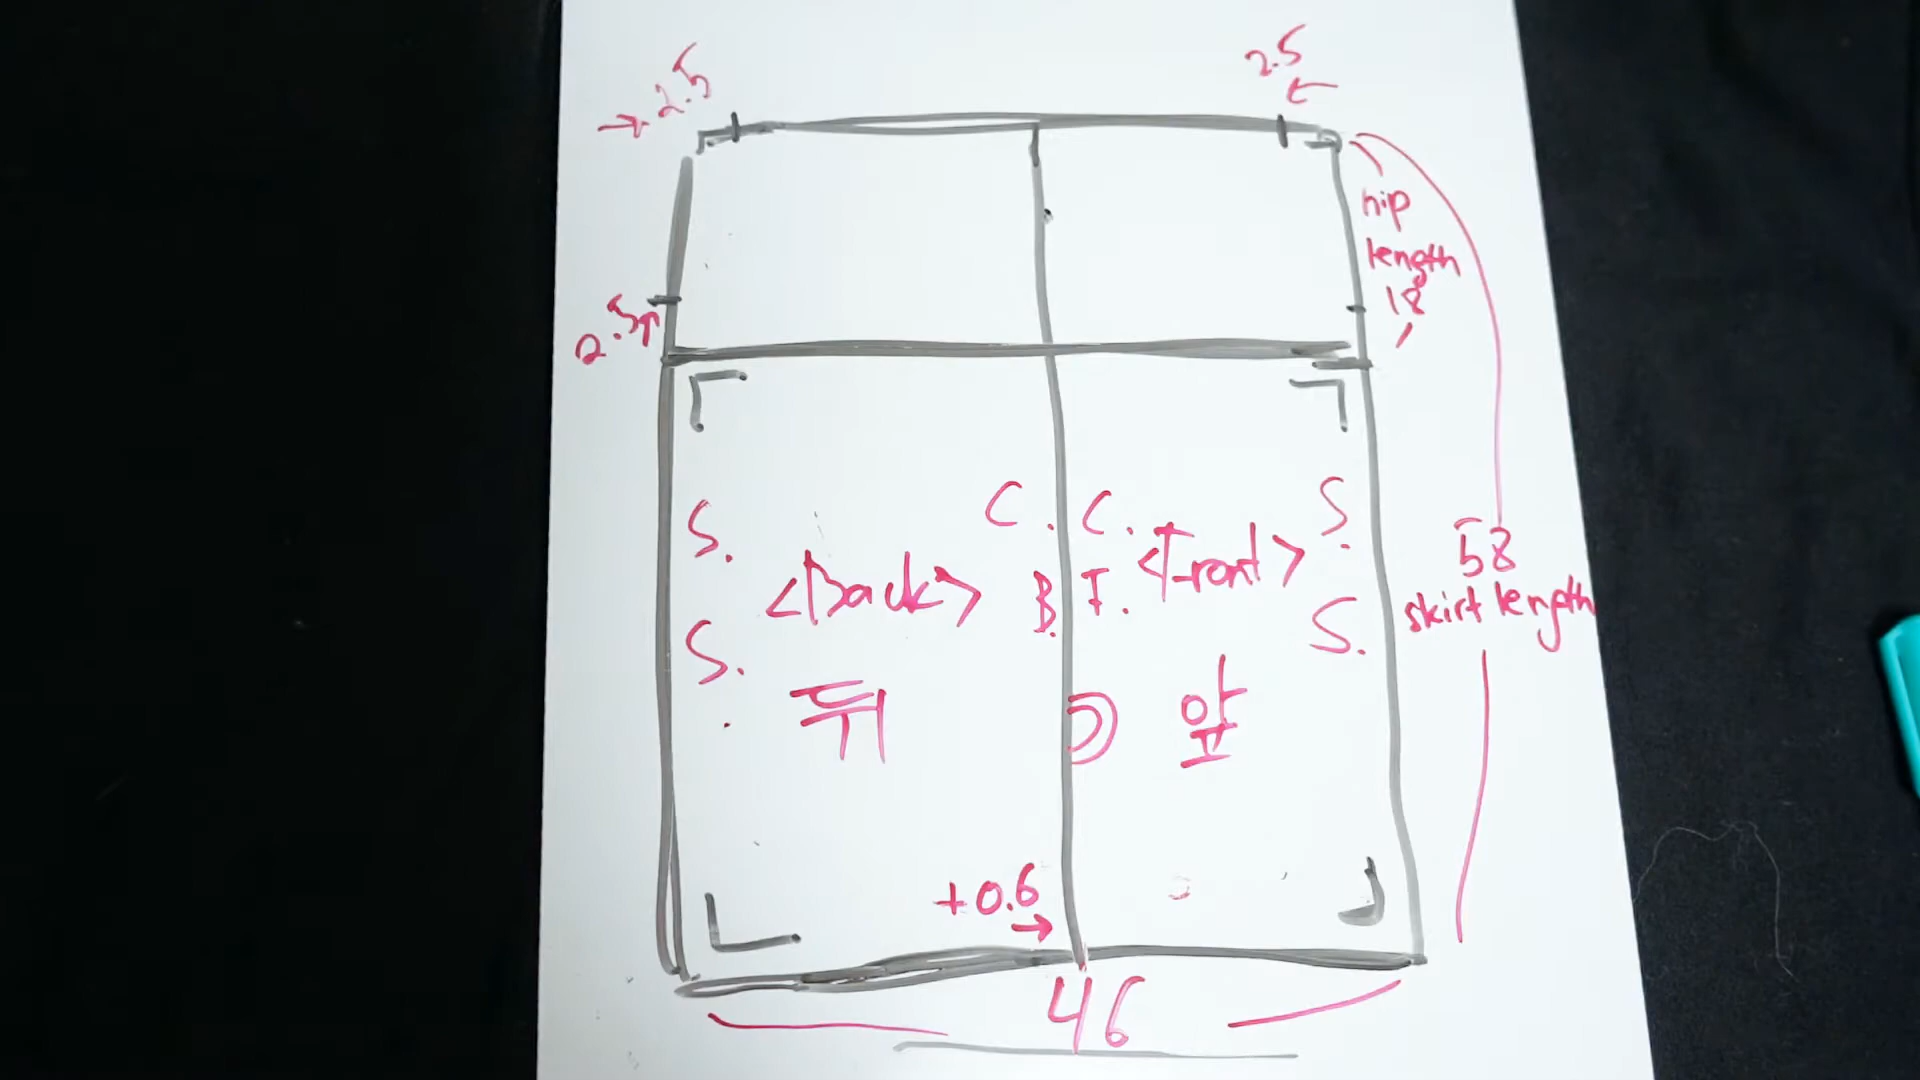 → 2.5
2.5 ←
hip
length
18
2.5↑
S.
S.
<Back>
C.
B.
C.
F.
<Front>
S.
S.
58
skirt length
뒤
앞
+0.6
→
46